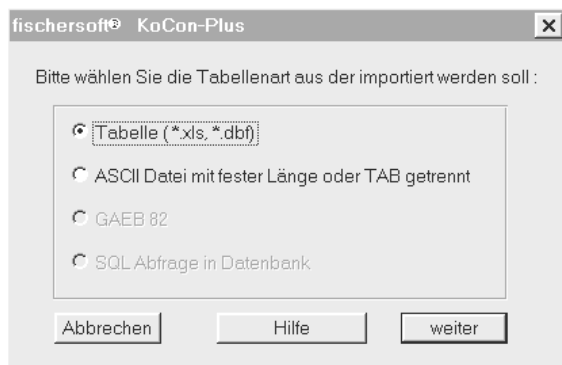 fischersoft® KoCon-Plus
Bitte wählen Sie die Tabellenart aus der importiert werden soll :
Tabelle (*.xls, *.dbf)
ASCII Datei mit fester Länge oder TAB getrennt
GAEB 82
SQL Abfrage in Datenbank
Abbrechen Hilfe weiter